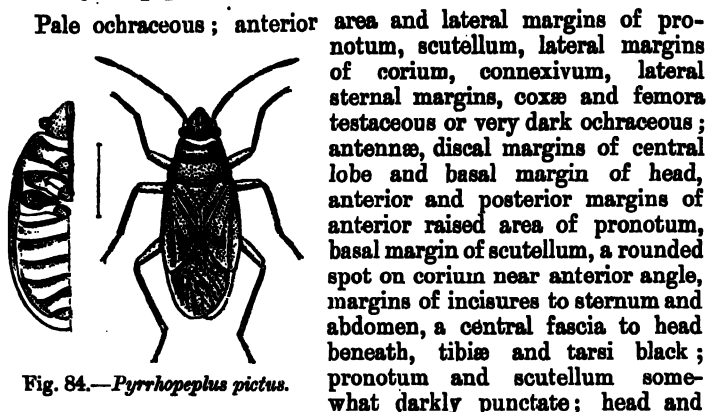 Pale ochraceous; anterior area and lateral margins of pro-
notum, scutellum, lateral margins
of corium, connexivum, lateral
sternal margins, coxæ and femora
testaceous or very dark ochraceous;
antennæ, discal margins of central
lobe and basal margin of head,
anterior and posterior margins of
anterior raised area of pronotum,
basal margin of scutellum, a rounded
spot on corium near anterior angle,
margins of incisures to sternum and
abdomen, a central fascia to head
beneath, tibiæ and tarsi black;
pronotum and scutellum some-
what darkly punctate; head and
Fig. 84.—Pyrrhopeplus pictus.